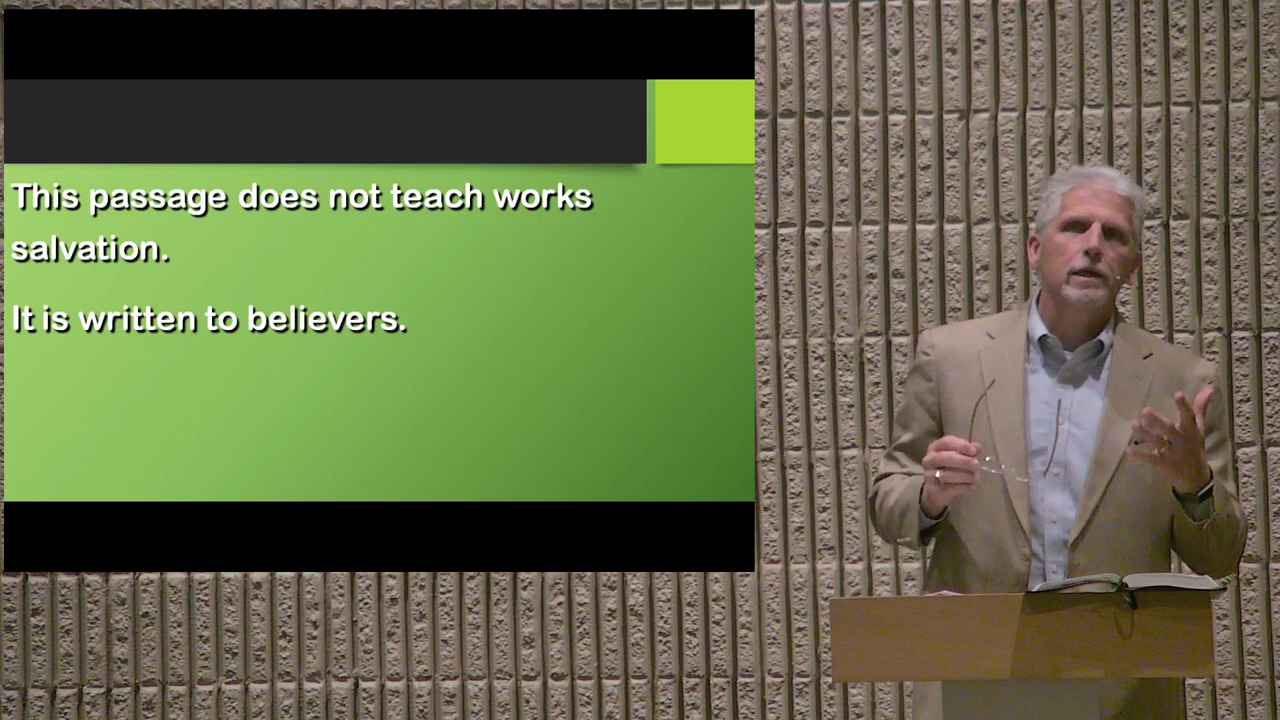 This passage does not teach works
salvation.
It is written to believers.